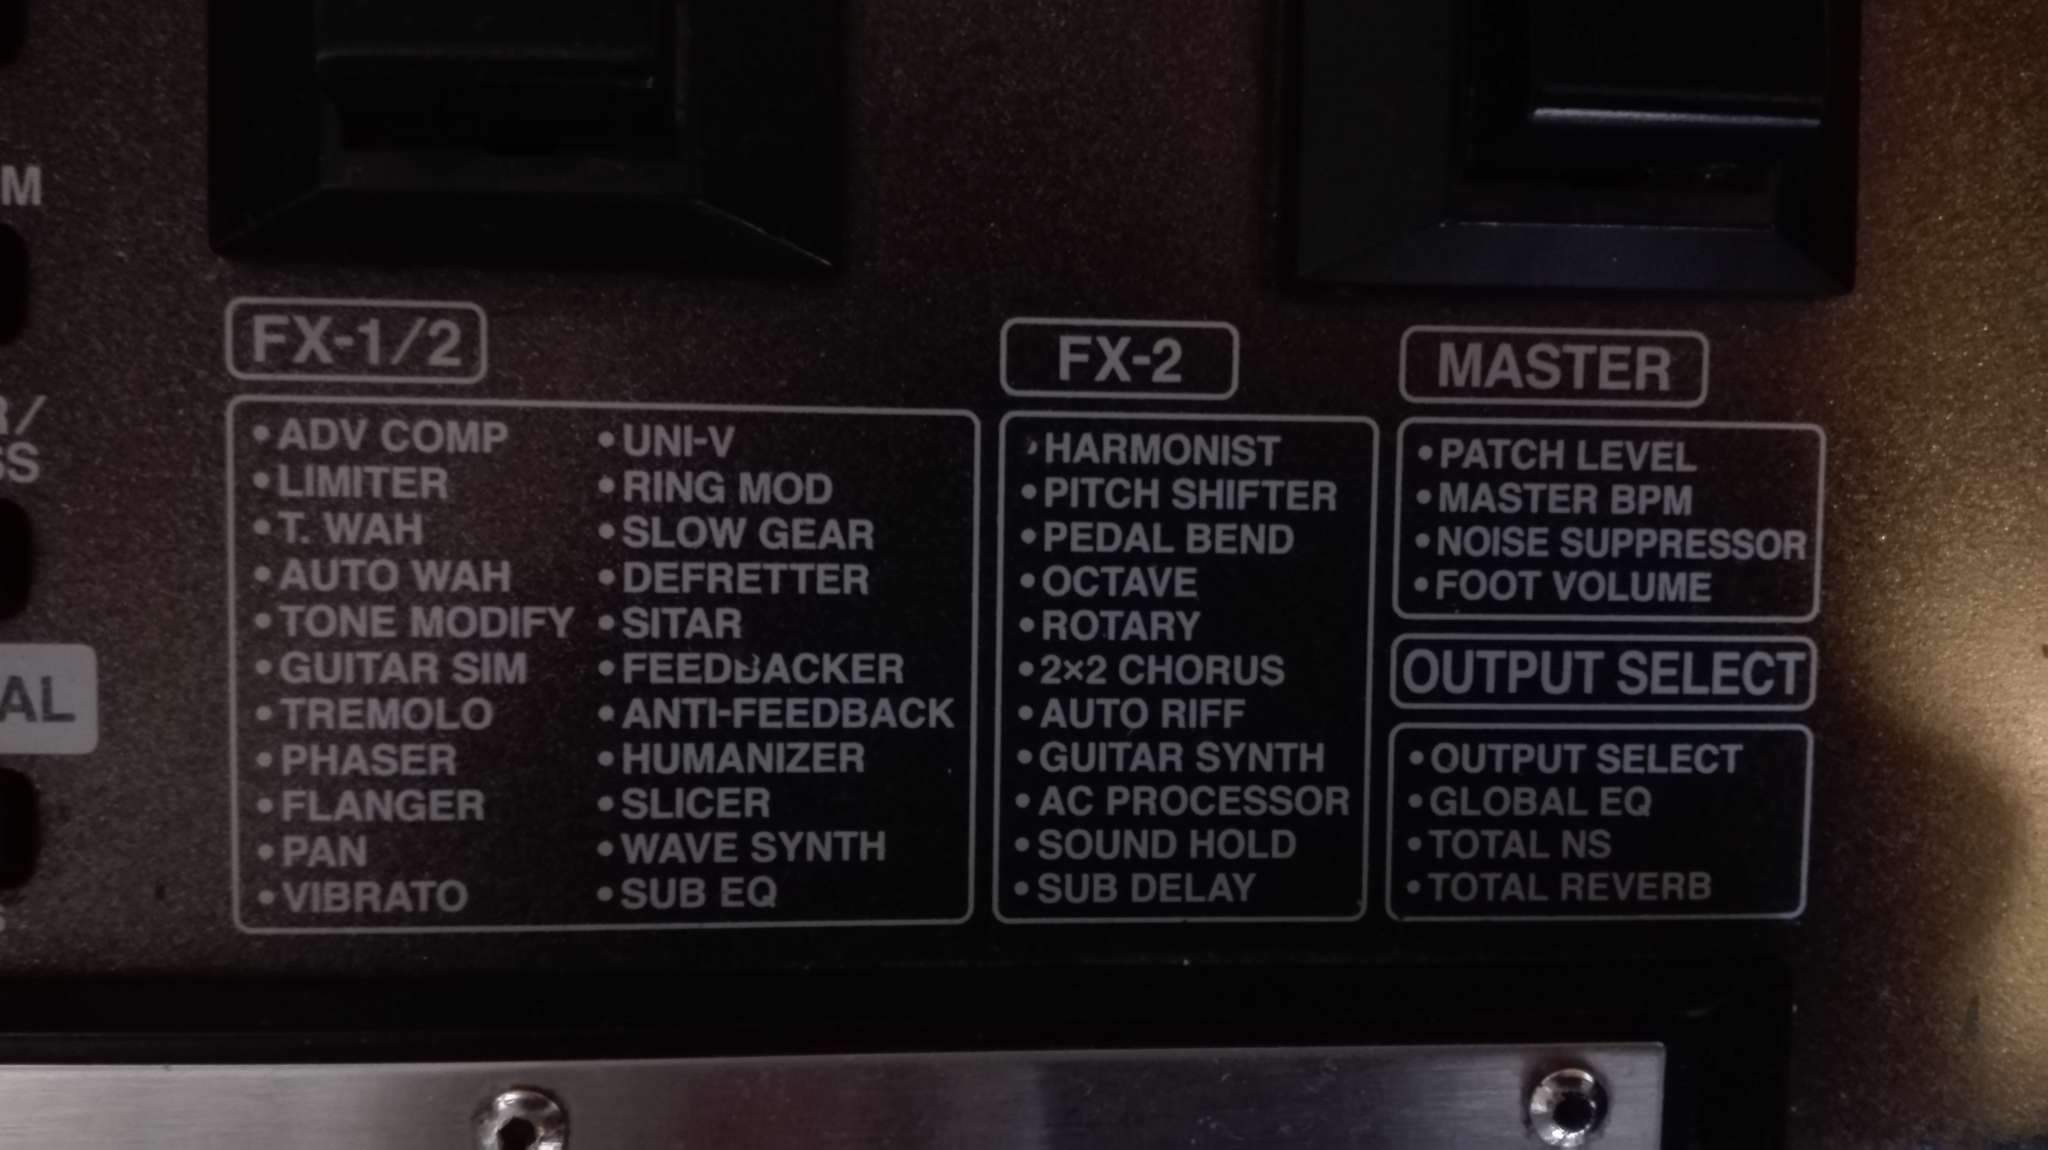 M
R/
SS
AL
FX-1/2
• ADV COMP
• LIMITER
• T. WAH
• AUTO WAH
• TONE MODIFY
• GUITAR SIM
• TREMOLO
• PHASER
• FLANGER
• PAN
• VIBRATO
• UNI-V
• RING MOD
• SLOW GEAR
• DEFRETTER
• SITAR
• FEEDBACKER
• ANTI-FEEDBACK
• HUMANIZER
• SLICER
• WAVE SYNTH
• SUB EQ
FX-2
• HARMONIST
• PITCH SHIFTER
• PEDAL BEND
• OCTAVE
• ROTARY
• 2×2 CHORUS
• AUTO RIFF
• GUITAR SYNTH
• AC PROCESSOR
• SOUND HOLD
• SUB DELAY
MASTER
• PATCH LEVEL
• MASTER BPM
• NOISE SUPPRESSOR
• FOOT VOLUME
OUTPUT SELECT
• OUTPUT SELECT
• GLOBAL EQ
• TOTAL NS
• TOTAL REVERB